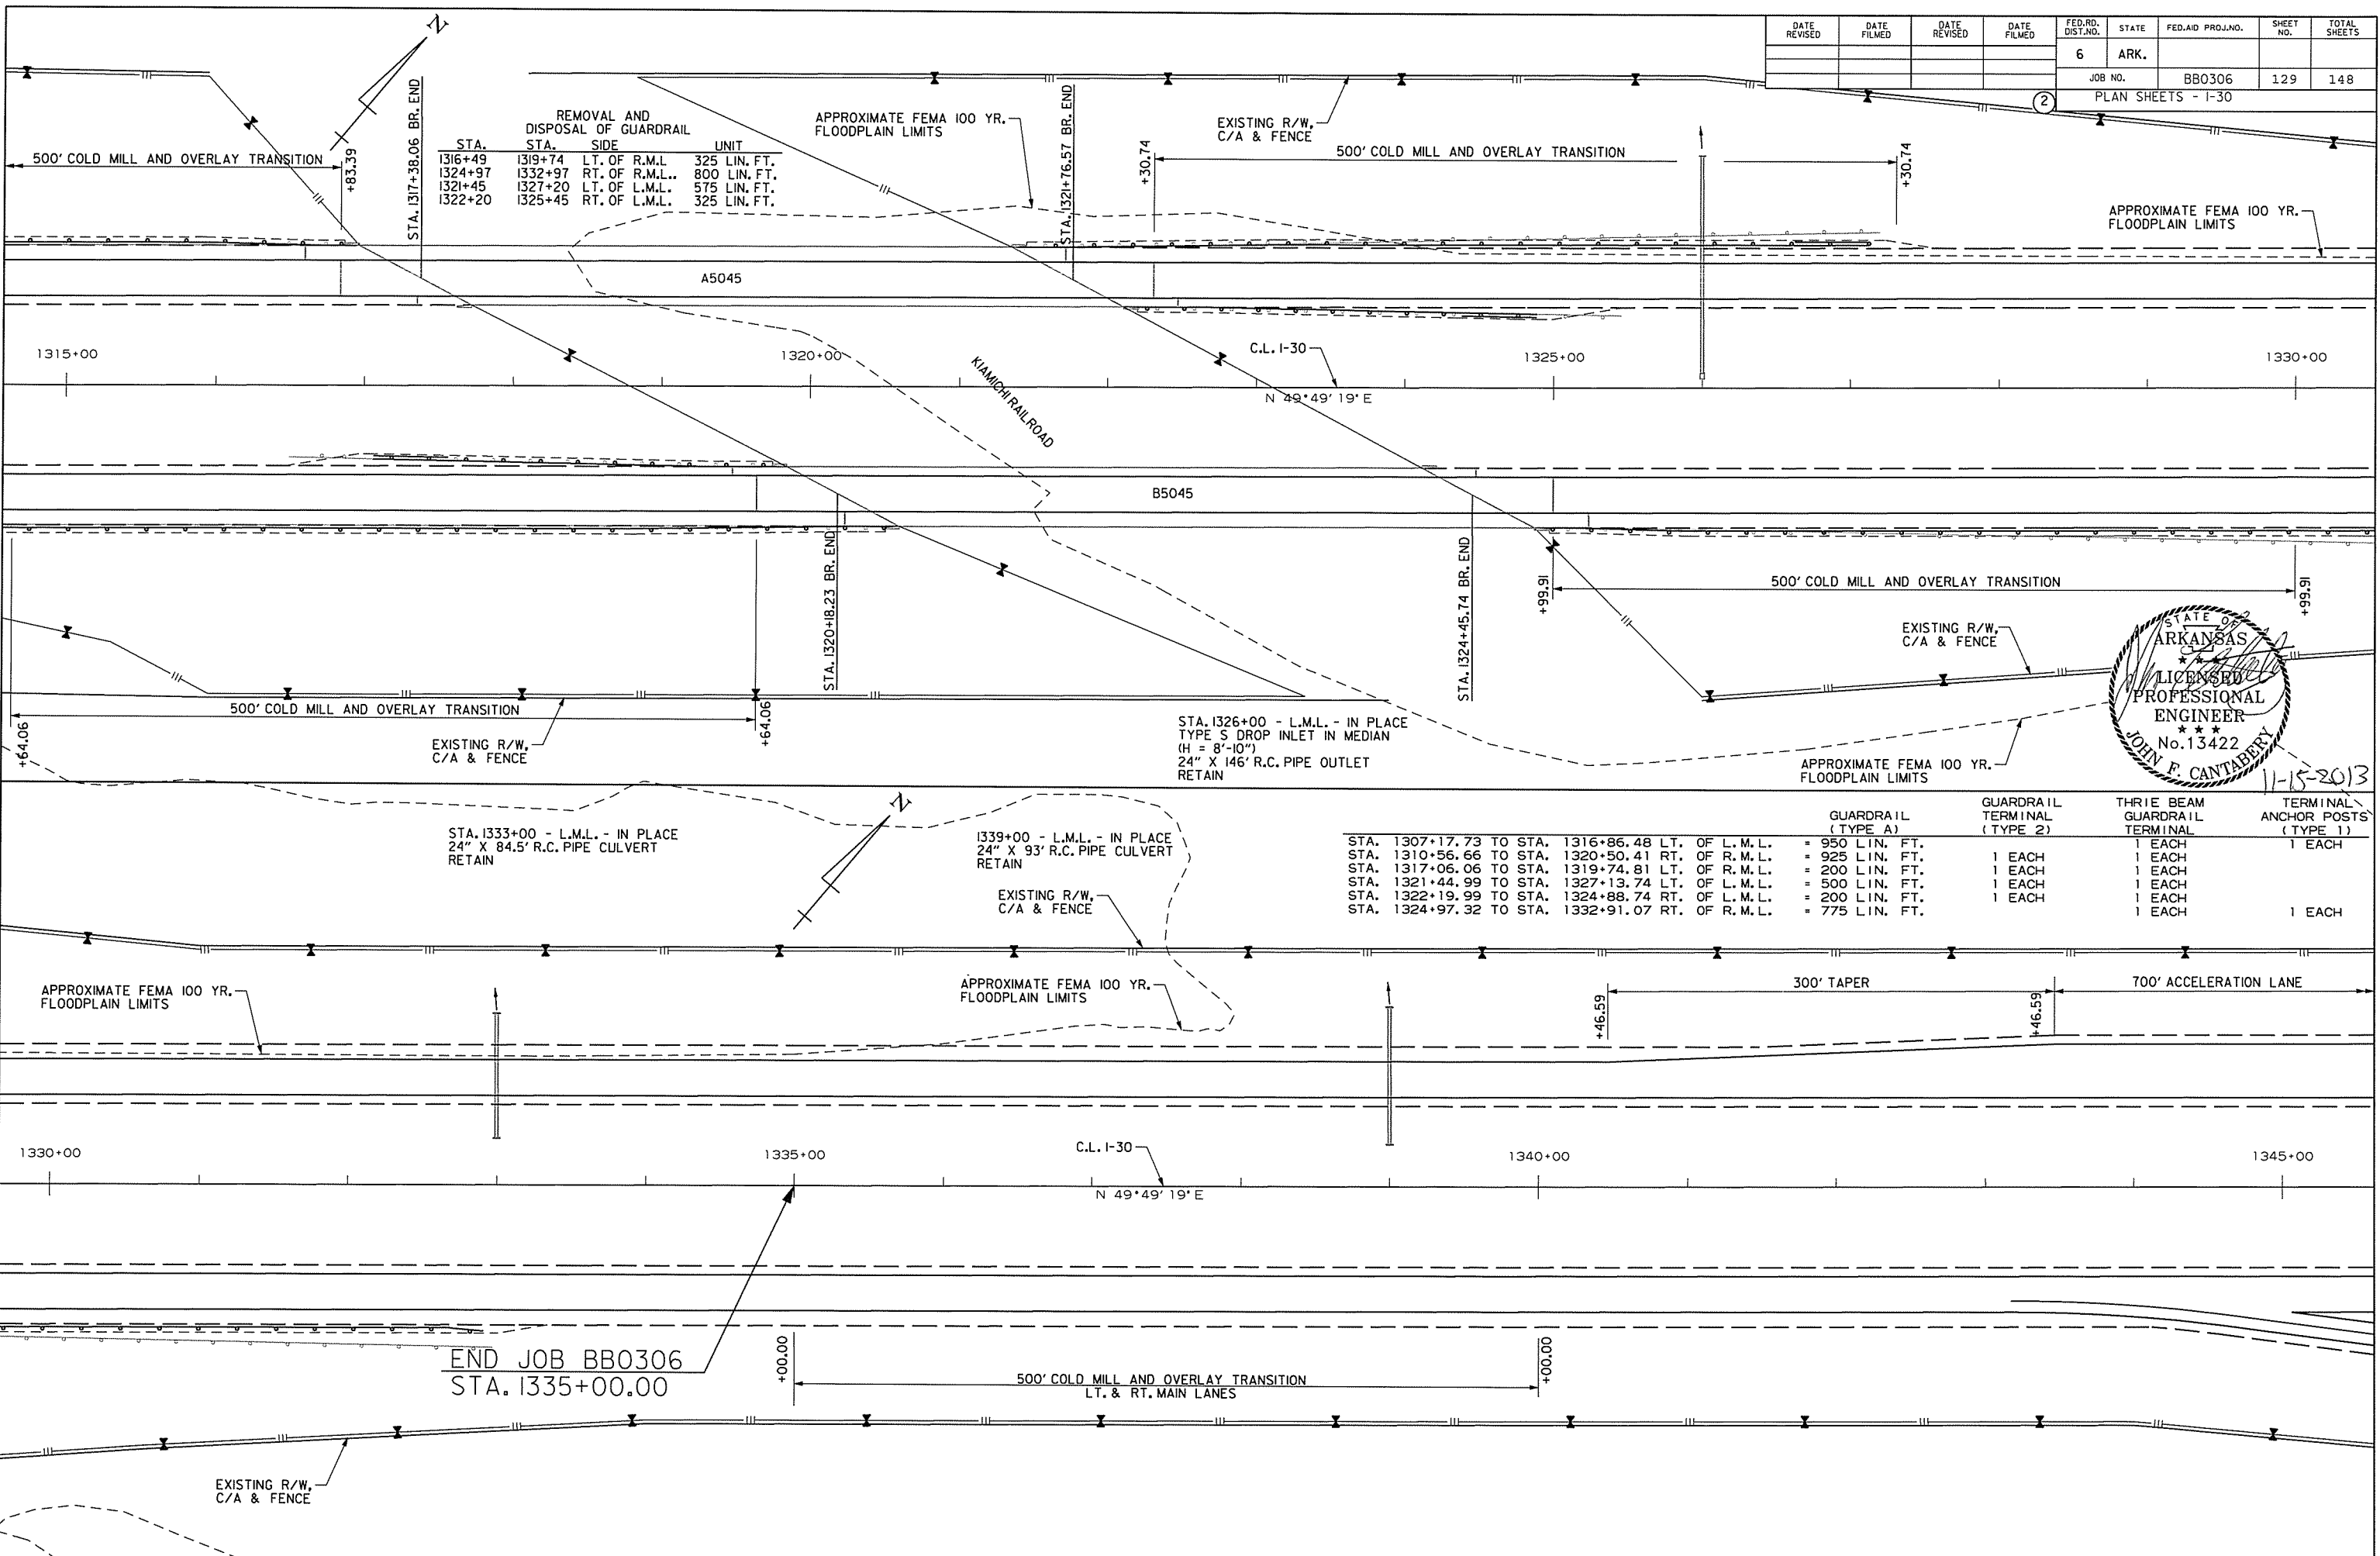 DATE REVISED
DATE FILMED
DATE REVISED
DATE FILMED
FED.RD. DIST.NO.
STATE
FED.AID PROJ.NO.
SHEET NO.
TOTAL SHEETS
6 ARK.
JOB NO. BB0306 129 148
2 PLAN SHEETS - I-30
N
REMOVAL AND
DISPOSAL OF GUARDRAIL
STA. STA. SIDE UNIT
1316+49 1319+74 LT. OF R.M.L 325 LIN. FT.
1324+97 1332+97 RT. OF R.M.L.. 800 LIN. FT.
1321+45 1327+20 LT. OF L.M.L. 575 LIN. FT.
1322+20 1325+45 RT. OF L.M.L. 325 LIN. FT.
500' COLD MILL AND OVERLAY TRANSITION
+83.39
STA. 1317+38.06 BR. END
APPROXIMATE FEMA 100 YR.
FLOODPLAIN LIMITS
STA. 1321+76.57 BR. END
EXISTING R/W,
C/A & FENCE
+30.74
500' COLD MILL AND OVERLAY TRANSITION
+30.74
APPROXIMATE FEMA 100 YR.
FLOODPLAIN LIMITS
A5045
1315+00
1320+00
KIAMICHI RAILROAD
C.L. I-30
1325+00
1330+00
N 49°49' 19" E
B5045
STA. 1320+18.23 BR. END
STA. 1324+45.74 BR. END
+99.91
500' COLD MILL AND OVERLAY TRANSITION
+99.91
EXISTING R/W,
C/A & FENCE
STATE OF
ARKANSAS
★ ★ ★
LICENSED
PROFESSIONAL
ENGINEER
★ ★ ★
No.13422
JOHN F. CANTABERY
11-15-2013
+64.06
500' COLD MILL AND OVERLAY TRANSITION
+64.06
EXISTING R/W,
C/A & FENCE
STA. 1326+00 - L.M.L. - IN PLACE
TYPE S DROP INLET IN MEDIAN
(H = 8'-10")
24" X 146' R.C. PIPE OUTLET
RETAIN
APPROXIMATE FEMA 100 YR.
FLOODPLAIN LIMITS
STA. 1333+00 - L.M.L. - IN PLACE
24" X 84.5' R.C. PIPE CULVERT
RETAIN
N
1339+00 - L.M.L. - IN PLACE
24" X 93' R.C. PIPE CULVERT
RETAIN
EXISTING R/W,
C/A & FENCE
GUARDRAIL (TYPE A)
GUARDRAIL TERMINAL (TYPE 2)
THRIE BEAM GUARDRAIL TERMINAL
TERMINAL ANCHOR POSTS (TYPE 1)
STA. 1307+17.73 TO STA. 1316+86.48 LT. OF L.M.L. = 950 LIN. FT. 1 EACH 1 EACH
STA. 1310+56.66 TO STA. 1320+50.41 RT. OF R.M.L. = 925 LIN. FT. 1 EACH 1 EACH
STA. 1317+06.06 TO STA. 1319+74.81 LT. OF R.M.L. = 200 LIN. FT. 1 EACH 1 EACH
STA. 1321+44.99 TO STA. 1327+13.74 LT. OF L.M.L. = 500 LIN. FT. 1 EACH 1 EACH
STA. 1322+19.99 TO STA. 1324+88.74 RT. OF L.M.L. = 200 LIN. FT. 1 EACH 1 EACH
STA. 1324+97.32 TO STA. 1332+91.07 RT. OF R.M.L. = 775 LIN. FT. 1 EACH 1 EACH
APPROXIMATE FEMA 100 YR.
FLOODPLAIN LIMITS
APPROXIMATE FEMA 100 YR.
FLOODPLAIN LIMITS
+46.59
300' TAPER
+46.59
700' ACCELERATION LANE
1330+00
1335+00
C.L. I-30
1340+00
1345+00
N 49°49' 19" E
END JOB BB0306
STA. 1335+00.00
+00.00
500' COLD MILL AND OVERLAY TRANSITION
LT. & RT. MAIN LANES
+00.00
EXISTING R/W,
C/A & FENCE